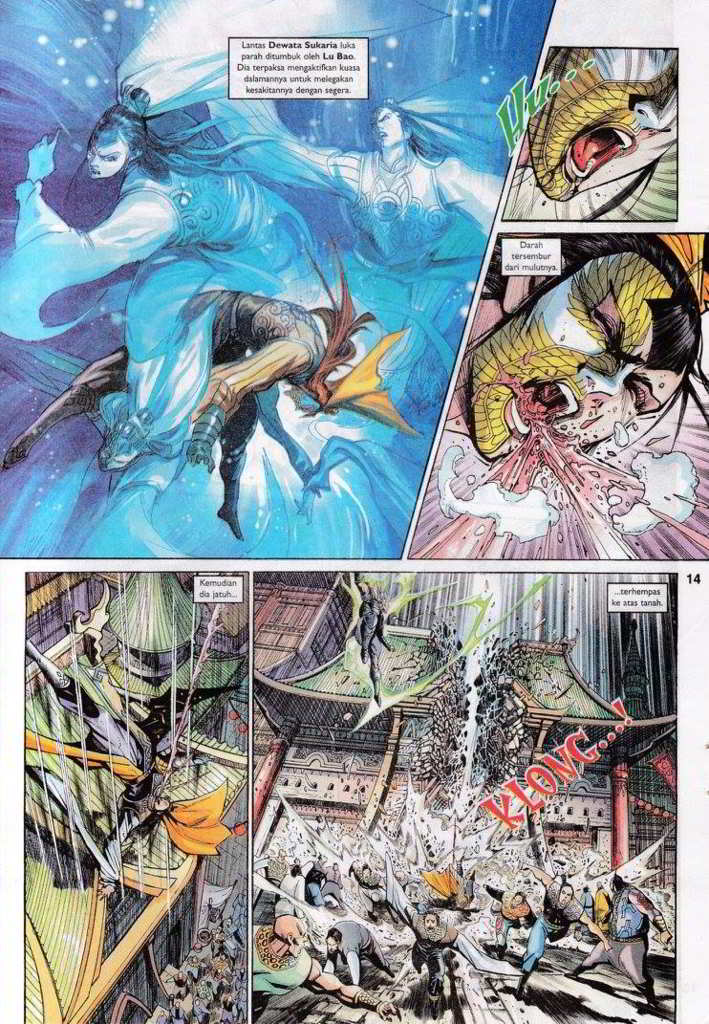 Lantas Dewata Sukaria luka
parah ditumbuk oleh Lu Bao.
Dia terpaksa mengaktifkan kuasa
dalamannya untuk melegakan
kesakitannya dengan segera.
Hu...
Darah
tersembur
dari mulutnya.
14
Kemudian
dia jatuh...
...terhempas
ke atas tanah.
KLONG...!